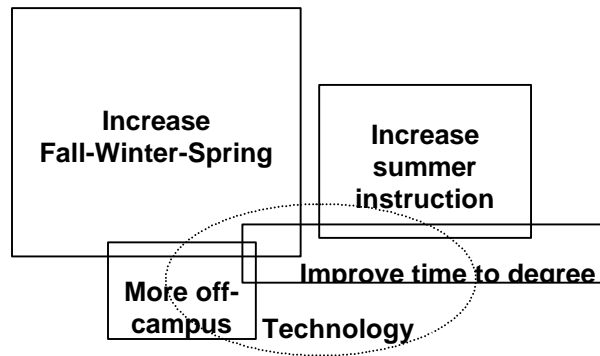 Increase
Fall-Winter-Spring
Increase
summer
instruction
Improve time to degree
More off-
campus
Technology